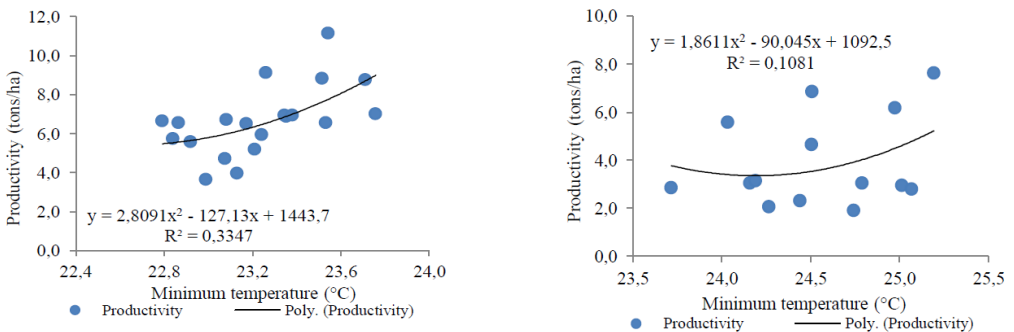 12,0
10,0
8,0
6,0
4,0
2,0
0,0
Productivity (tons/ha)
y = 2,8091x² - 127,13x + 1443,7
R² = 0,3347
22,4 22,8 23,2 23,6 24,0
Minimum temperature (°C)
Productivity Poly. (Productivity)
10,0
8,0
6,0
4,0
2,0
0,0
Productivity (tons/ha)
y = 1,8611x² - 90,045x + 1092,5
R² = 0,1081
23,5 24,0 24,5 25,0 25,5
Minimum temperature (°C)
Productivity Poly. (Productivity)